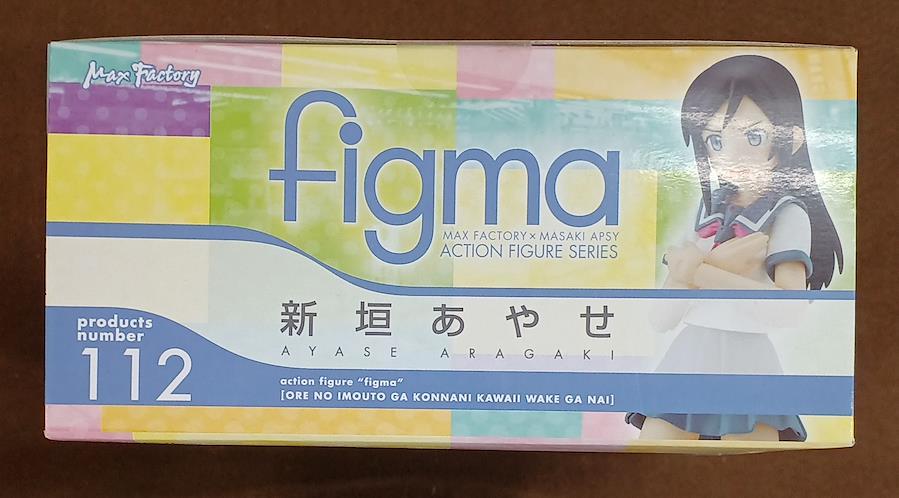 Max Factory
figma
MAX FACTORY × MASAKI APSY
ACTION FIGURE SERIES
新垣あやせ
AYASE ARAGAKI
products
number
112
action figure "figma"
[ORE NO IMOUTO GA KONNANI KAWAII WAKE GA NAI]